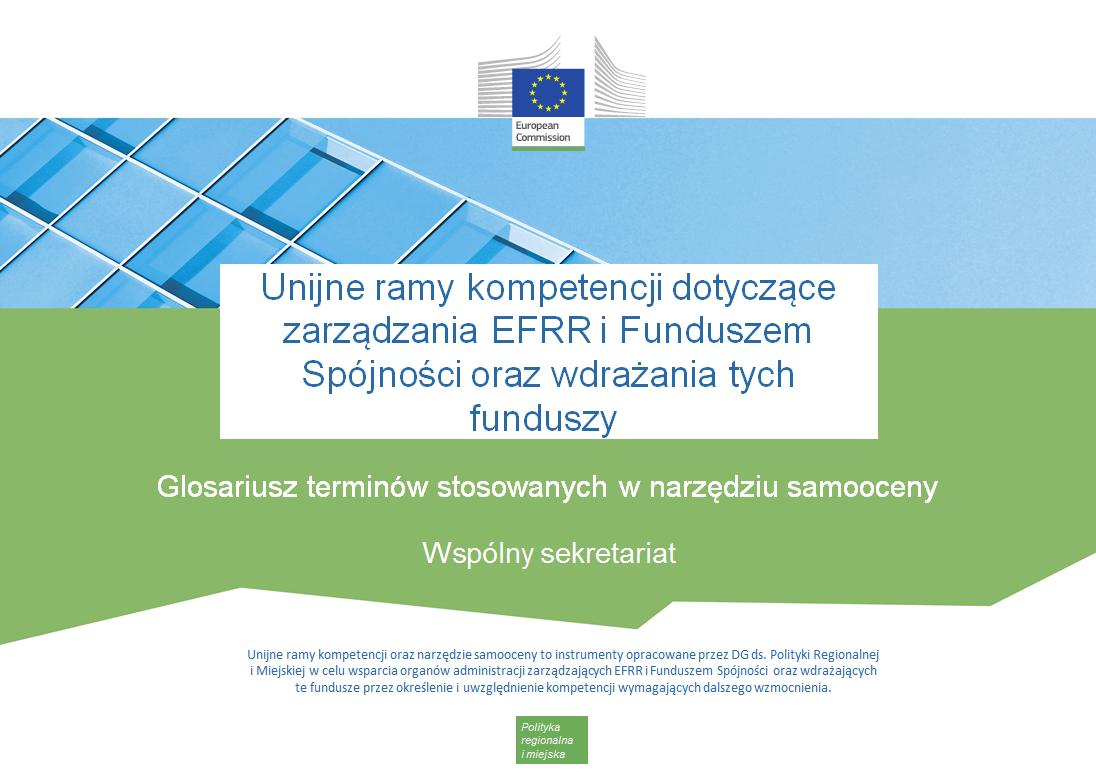 European
Commission
Unijne ramy kompetencji dotyczące
zarządzania EFRR i Funduszem
Spójności oraz wdrażania tych
funduszy
Glosariusz terminów stosowanych w narzędziu samooceny
Wspólny sekretariat
Unijne ramy kompetencji oraz narzędzie samooceny to instrumenty opracowane przez DG ds. Polityki Regionalnej
i Miejskiej w celu wsparcia organów administracji zarządzających EFRR i Funduszem Spójności oraz wdrażających
te fundusze przez określenie i uwzględnienie kompetencji wymagających dalszego wzmocnienia.
Polityka
regionalna
i miejska